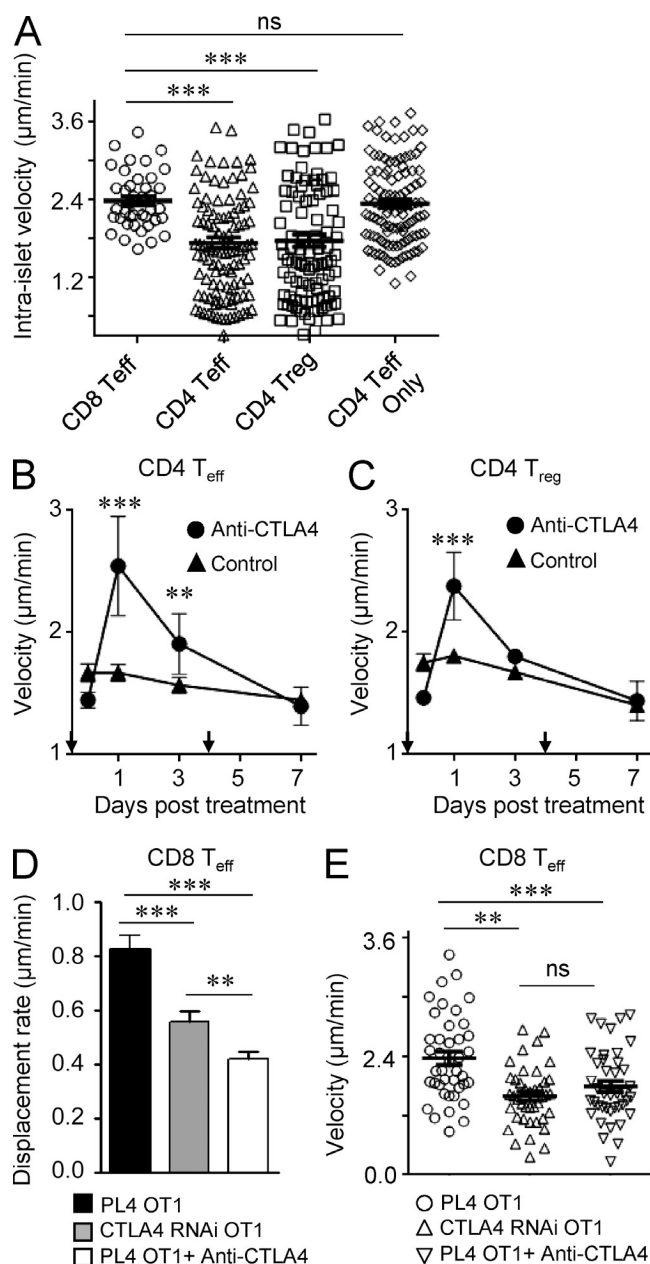 A
ns
***
***
Intra-islet velocity (µm/min)
3.6
2.4
1.2
CD8 Teff
CD4 Teff
CD4 Treg
CD4 Teff
Only
B
CD4 Teff
3
2
1
Velocity (µm/min)
***
**
Anti-CTLA4
Control
1 3 5 7
Days post treatment
C
CD4 Treg
3
2
1
Velocity (µm/min)
***
Anti-CTLA4
Control
1 3 5 7
Days post treatment
D
CD8 Teff
Displacement rate (µm/min)
1.0
0.8
0.6
0.4
0.2
0.0
***
***
**
PL4 OT1
CTLA4 RNAi OT1
PL4 OT1+ Anti-CTLA4
E
CD8 Teff
Velocity (µm/min)
3.6
2.4
0.0
***
**
ns
PL4 OT1
CTLA4 RNAi OT1
PL4 OT1+ Anti-CTLA4